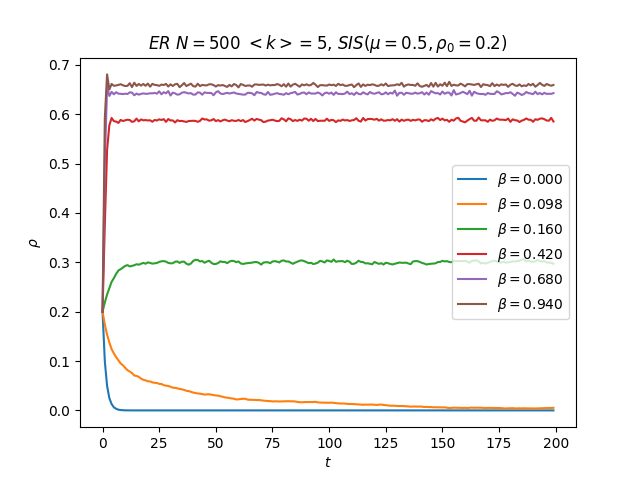 ER N = 500 < k >= 5, SIS(μ = 0.5, ρ₀ = 0.2)
0.7
0.6
0.5
0.4
0.3
0.2
0.1
0.0
ρ
β = 0.000
β = 0.098
β = 0.160
β = 0.420
β = 0.680
β = 0.940
0 25 50 75 100 125 150 175 200
t